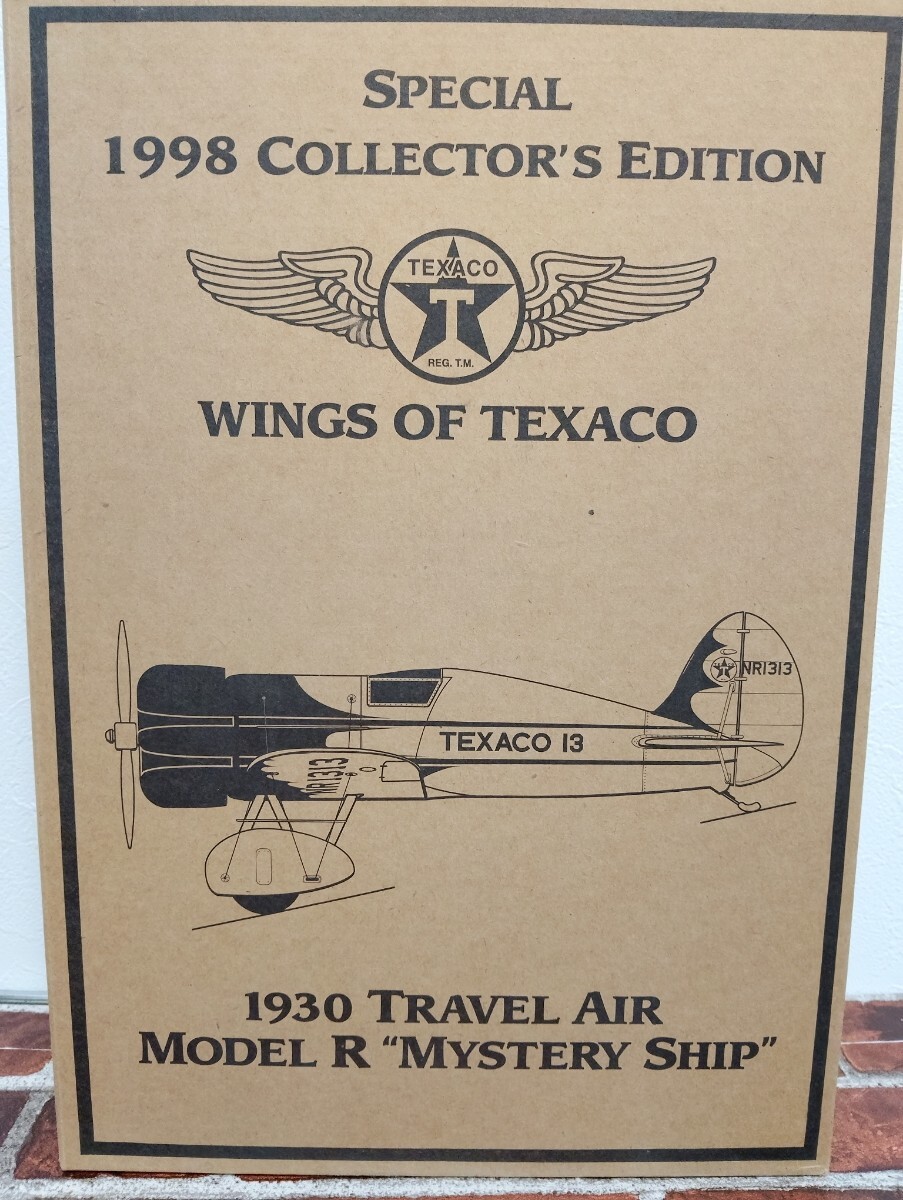 SPECIAL
1998 COLLECTOR'S EDITION
TEXACO
T
REG. T.M.
WINGS OF TEXACO
NR1313
TEXACO 13
NR1313
1930 TRAVEL AIR
MODEL R “MYSTERY SHIP”